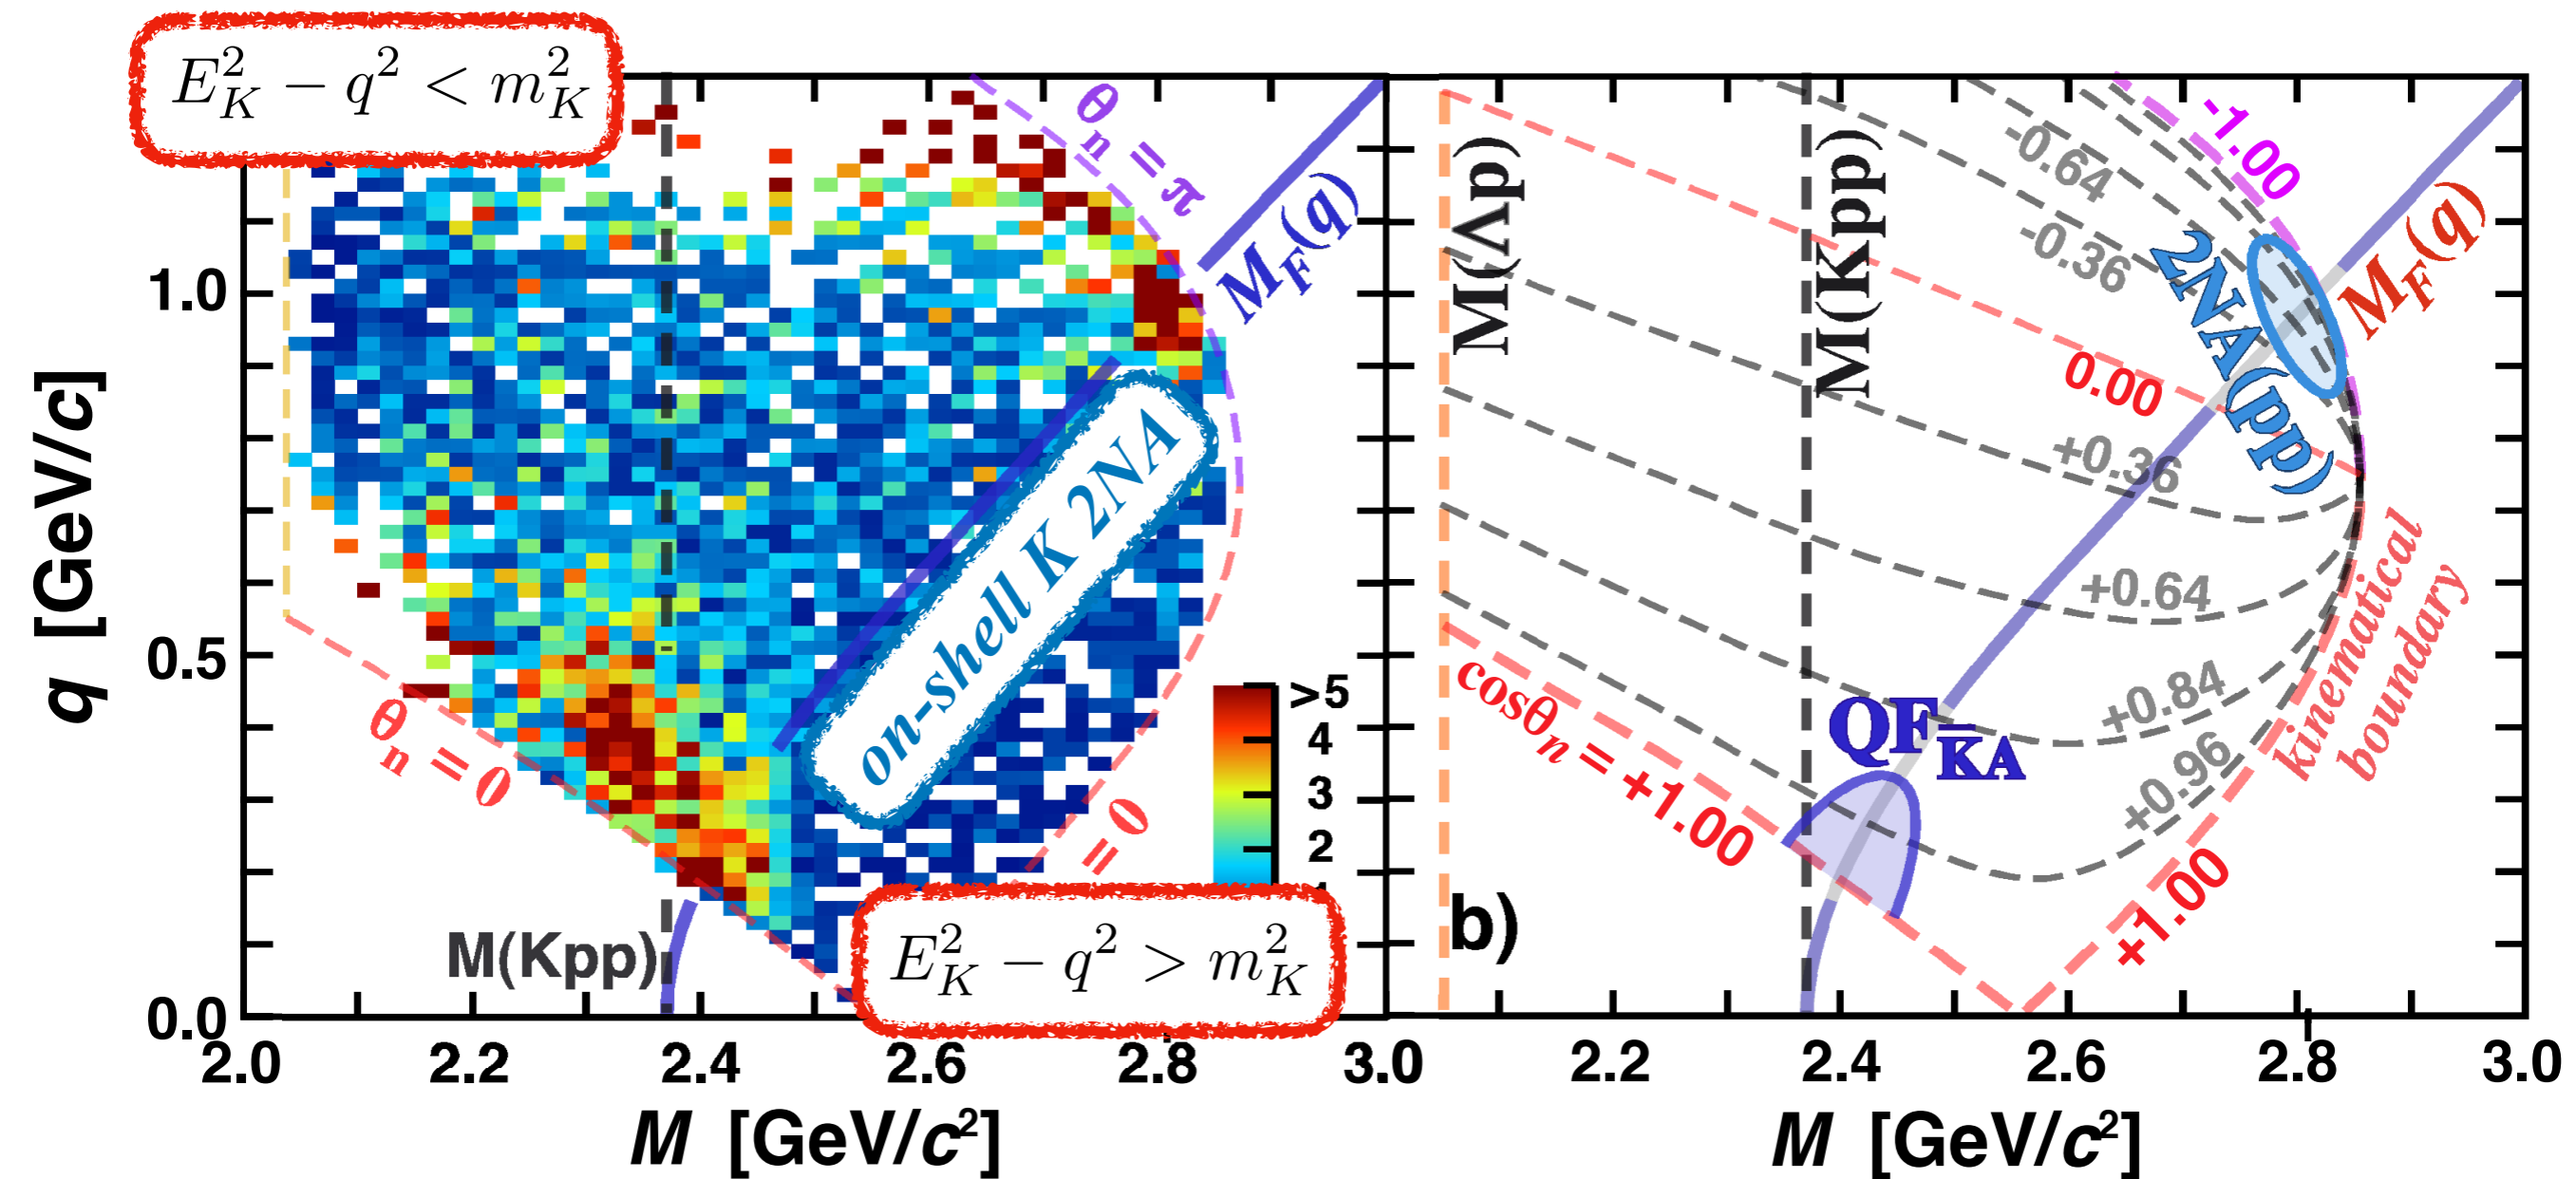 E_K^2 − q^2 < m_K^2
θ_n = π
M_F(q)
on-shell K 2NA
θ_n = 0
= 0
M(Kpp)
E_K^2 − q^2 > m_K^2
>5
4
3
2
q [GeV/c]
1.0
0.5
0.0
2.0 2.2 2.4 2.6 2.8 3.0
M [GeV/c²]
M(Λp)
M(Kpp)
-1.00
-0.64
-0.36
0.00
+0.36
+0.64
+0.84
+0.96
+1.00
2NA(pp)
M_F(q)
QF_K̄A
cosθ_n = +1.00
kinematical
boundary
b)
2.2 2.4 2.6 2.8 3.0
M [GeV/c²]